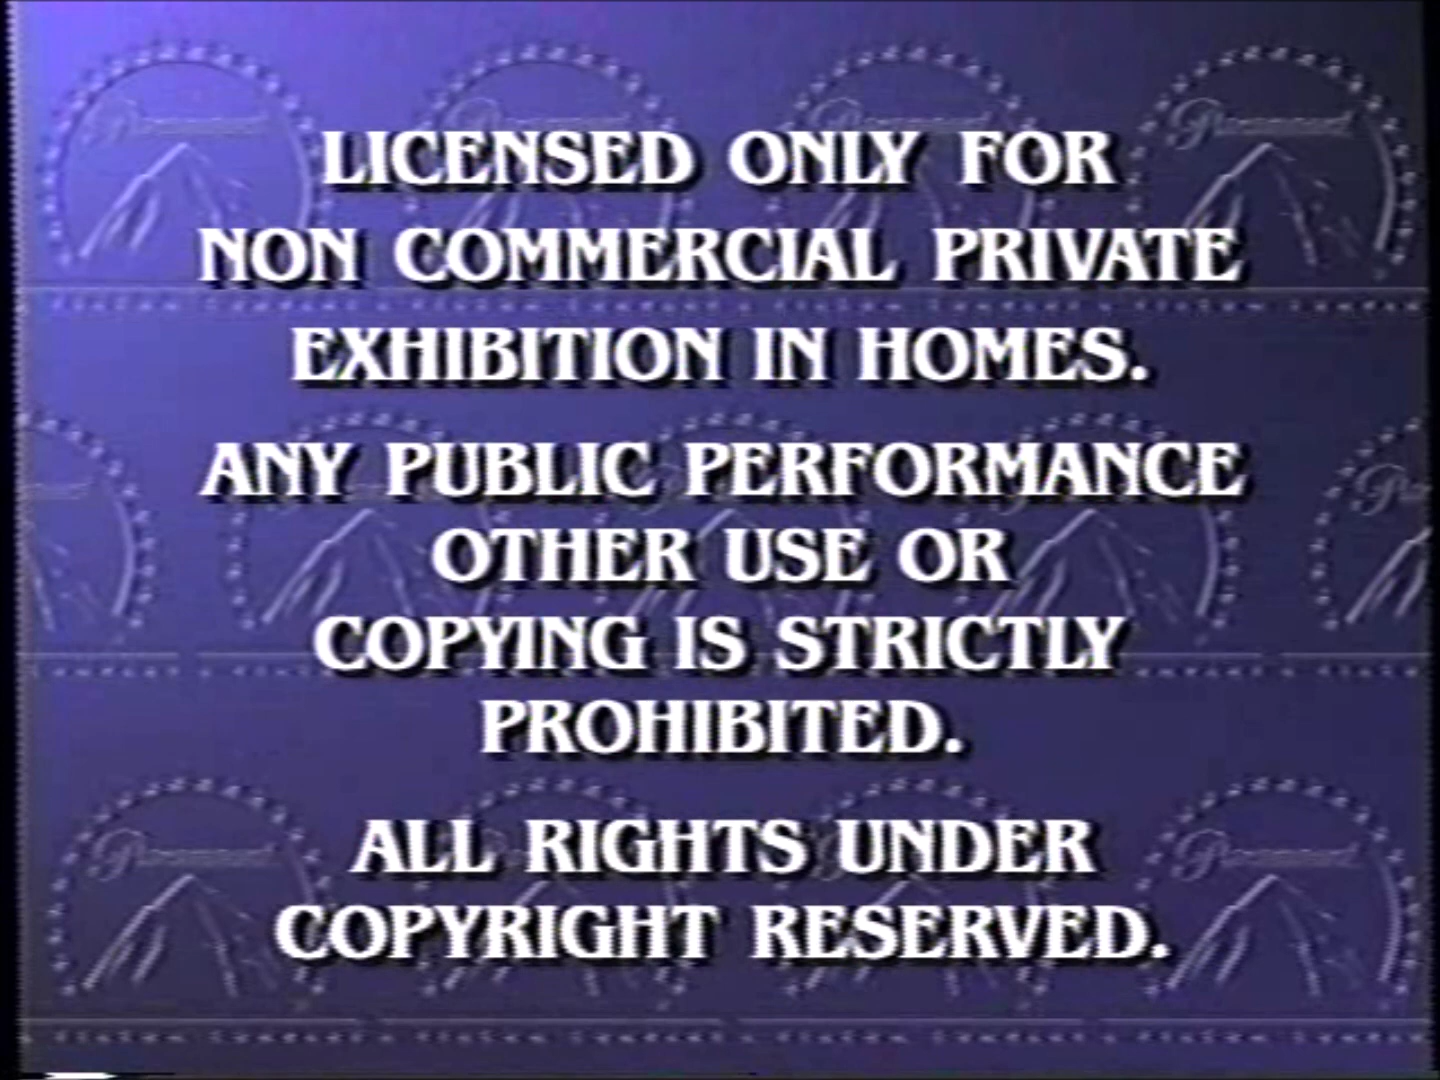 LICENSED ONLY FOR
NON COMMERCIAL PRIVATE
EXHIBITION IN HOMES.
ANY PUBLIC PERFORMANCE
OTHER USE OR
COPYING IS STRICTLY
PROHIBITED.
ALL RIGHTS UNDER
COPYRIGHT RESERVED.